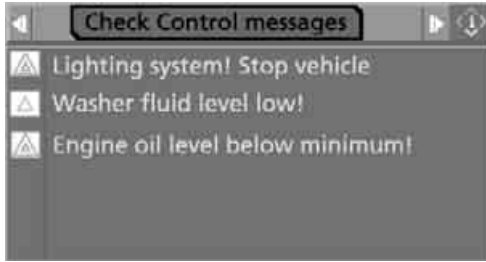 Check Control messages
Lighting system! Stop vehicle
Washer fluid level low!
Engine oil level below minimum!